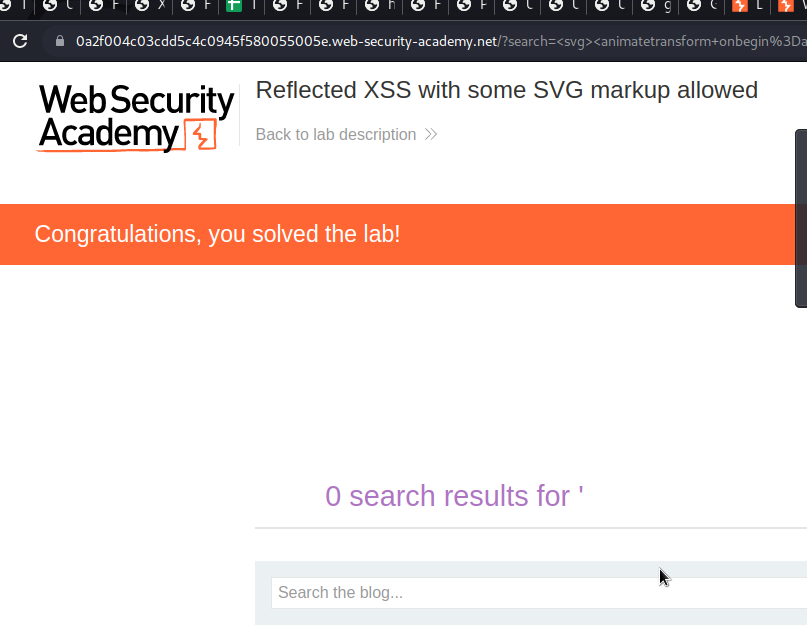 0a2f004c03cdd5c4c0945f580055005e.web-security-academy.net/?search=<svg><animatetransform+onbegin%3Da
Web Security
Academy
Reflected XSS with some SVG markup allowed
Back to lab description
Congratulations, you solved the lab!
0 search results for '
Search the blog...